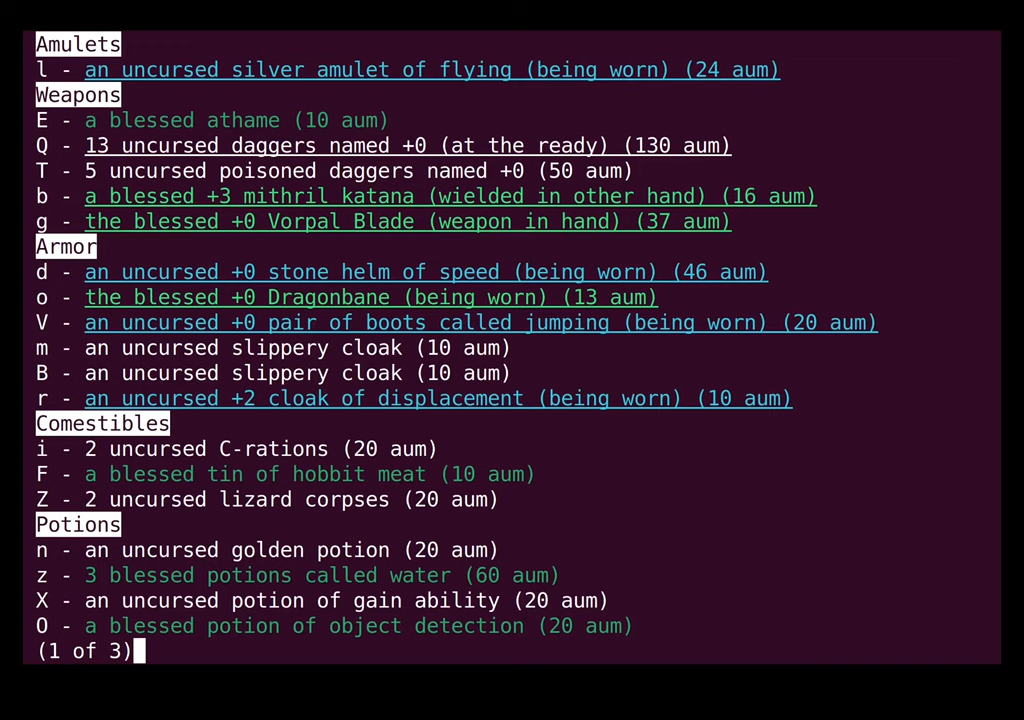 Amulets
l - an uncursed silver amulet of flying (being worn) (24 aum)
Weapons
E - a blessed athame (10 aum)
Q - 13 uncursed daggers named +0 (at the ready) (130 aum)
T - 5 uncursed poisoned daggers named +0 (50 aum)
b - a blessed +3 mithril katana (wielded in other hand) (16 aum)
g - the blessed +0 Vorpal Blade (weapon in hand) (37 aum)
Armor
d - an uncursed +0 stone helm of speed (being worn) (46 aum)
o - the blessed +0 Dragonbane (being worn) (13 aum)
V - an uncursed +0 pair of boots called jumping (being worn) (20 aum)
m - an uncursed slippery cloak (10 aum)
B - an uncursed slippery cloak (10 aum)
r - an uncursed +2 cloak of displacement (being worn) (10 aum)
Comestibles
i - 2 uncursed C-rations (20 aum)
F - a blessed tin of hobbit meat (10 aum)
Z - 2 uncursed lizard corpses (20 aum)
Potions
n - an uncursed golden potion (20 aum)
z - 3 blessed potions called water (60 aum)
X - an uncursed potion of gain ability (20 aum)
O - a blessed potion of object detection (20 aum)
(1 of 3)